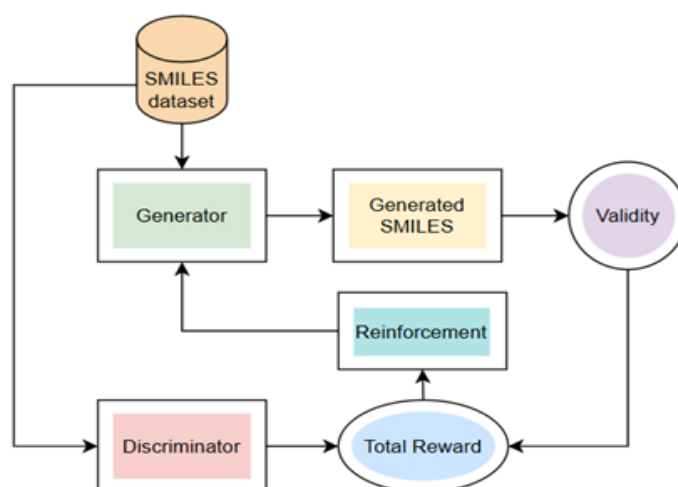 SMILES
dataset
Generator
Generated
SMILES
Validity
Reinforcement
Discriminator
Total Reward